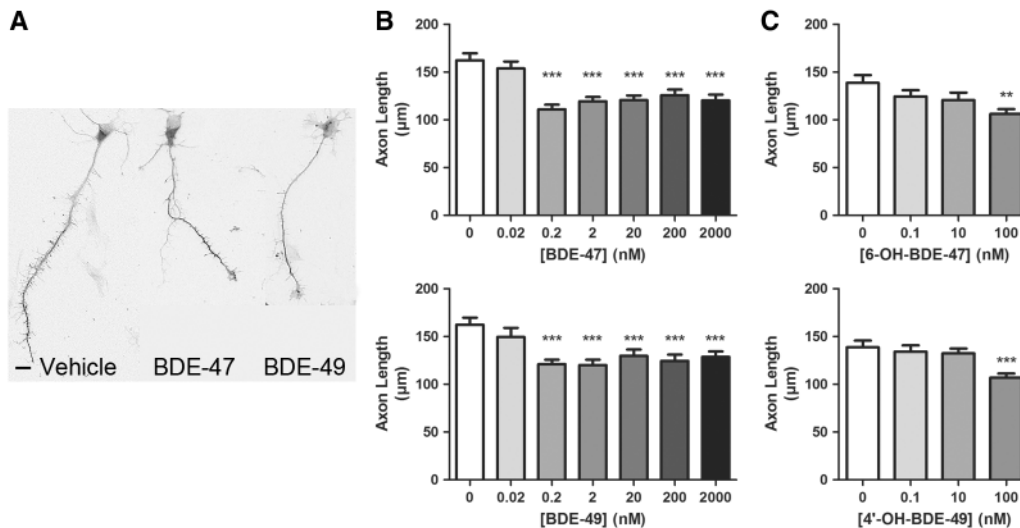 A
Vehicle BDE-47 BDE-49
B
Axon Length
(µm)
200
150
100
50
0
*** *** *** *** ***
0 0.02 0.2 2 20 200 2000
[BDE-47] (nM)
Axon Length
(µm)
200
150
100
50
0
*** *** *** *** ***
0 0.02 0.2 2 20 200 2000
[BDE-49] (nM)
C
Axon Length
(µm)
200
150
100
50
0
**
0 0.1 10 100
[6-OH-BDE-47] (nM)
Axon Length
(µm)
200
150
100
50
0
***
0 0.1 10 100
[4'-OH-BDE-49] (nM)